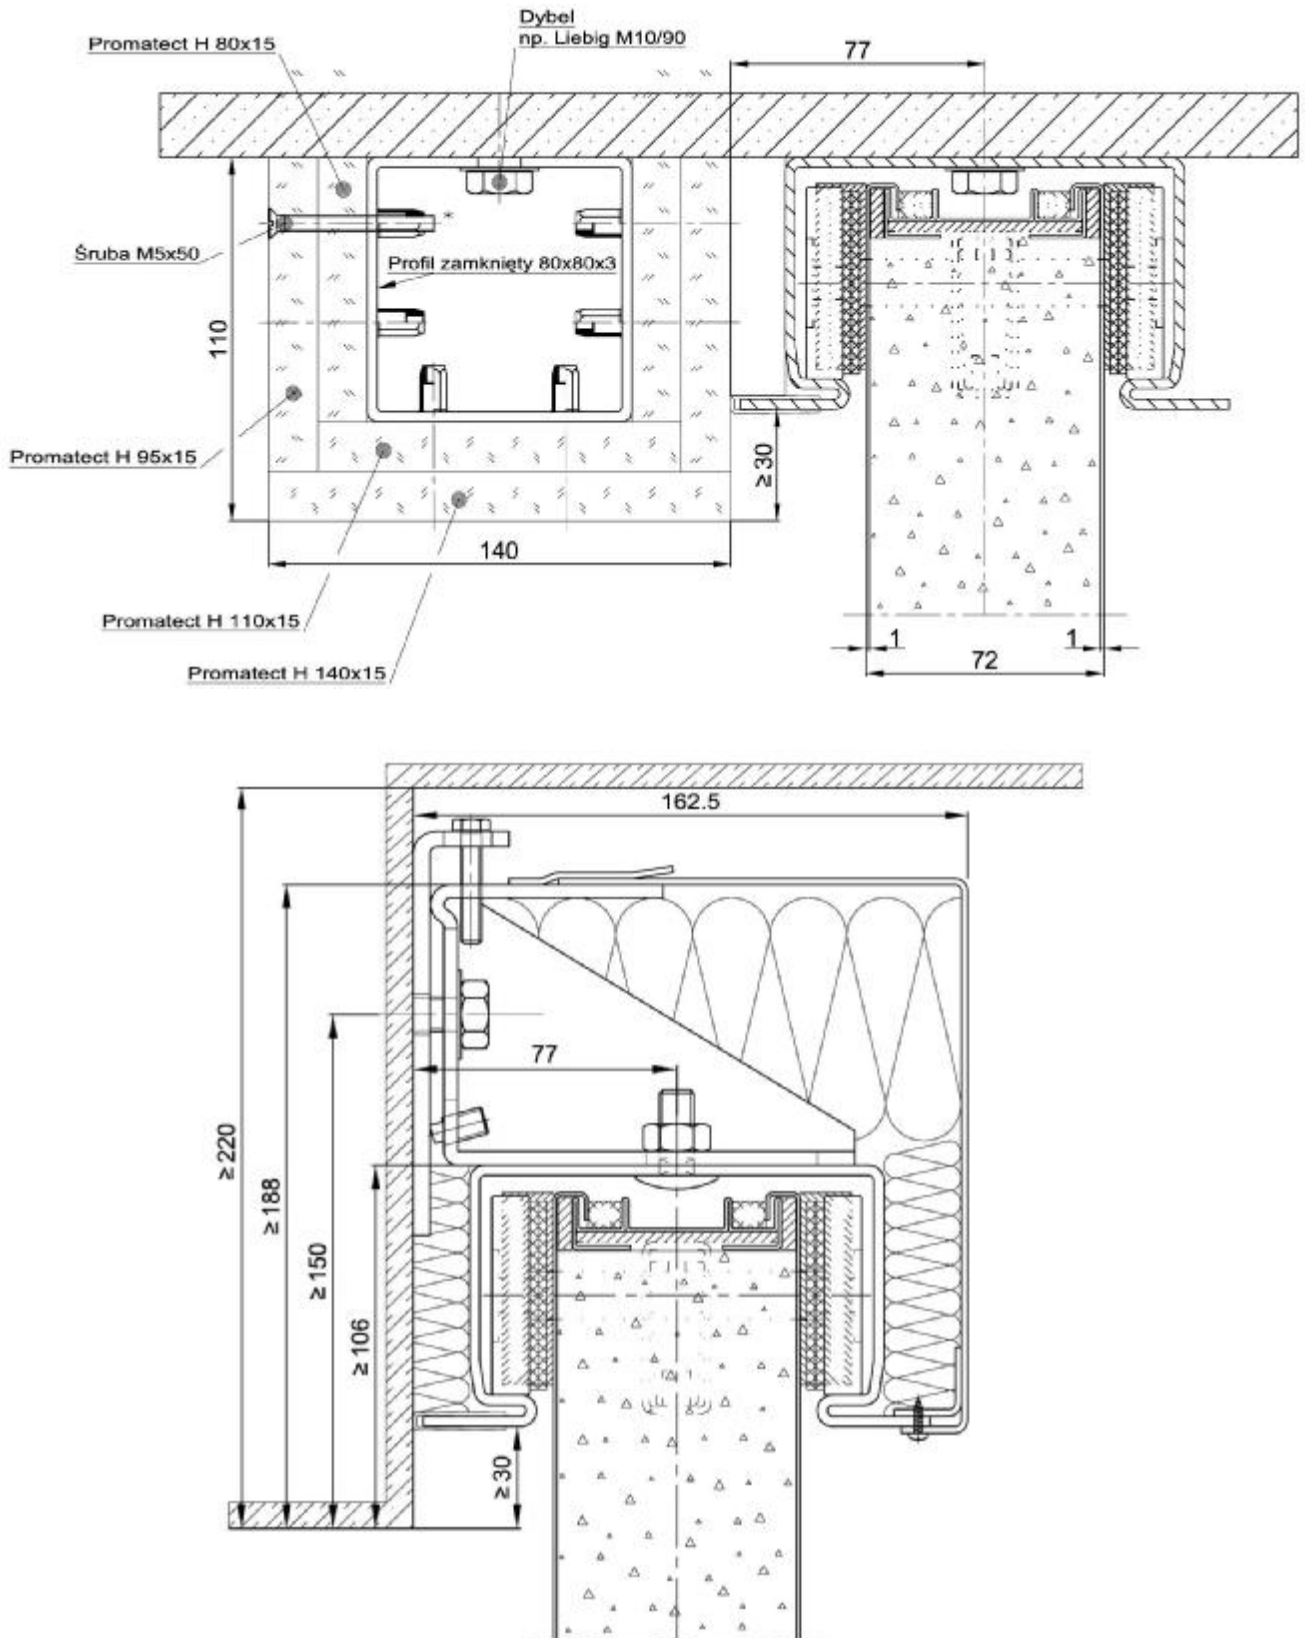 Dybel
np. Liebig M10/90
Promatect H 80x15
77
Śruba M5x50
*
Profil zamknięty 80x80x3
110
Promatect H 95x15
≥30
140
Promatect H 110x15
Promatect H 140x15
1
1
72
162.5
77
≥220
≥188
≥150
≥106
≥30